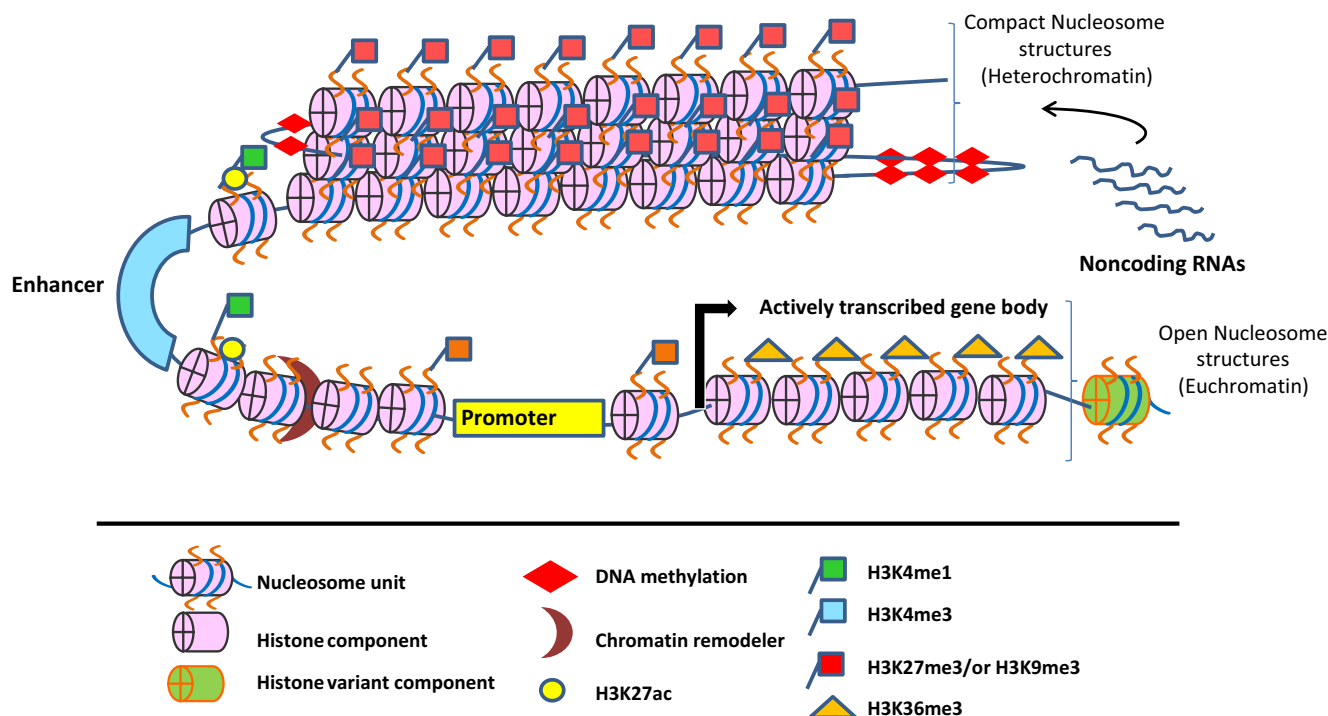 Compact Nucleosome
structures
(Heterochromatin)
Enhancer
Noncoding RNAs
Actively transcribed gene body
Open Nucleosome
structures
(Euchromatin)
Promoter
Nucleosome unit
Histone component
Histone variant component
DNA methylation
Chromatin remodeler
H3K27ac
H3K4me1
H3K4me3
H3K27me3/or H3K9me3
H3K36me3